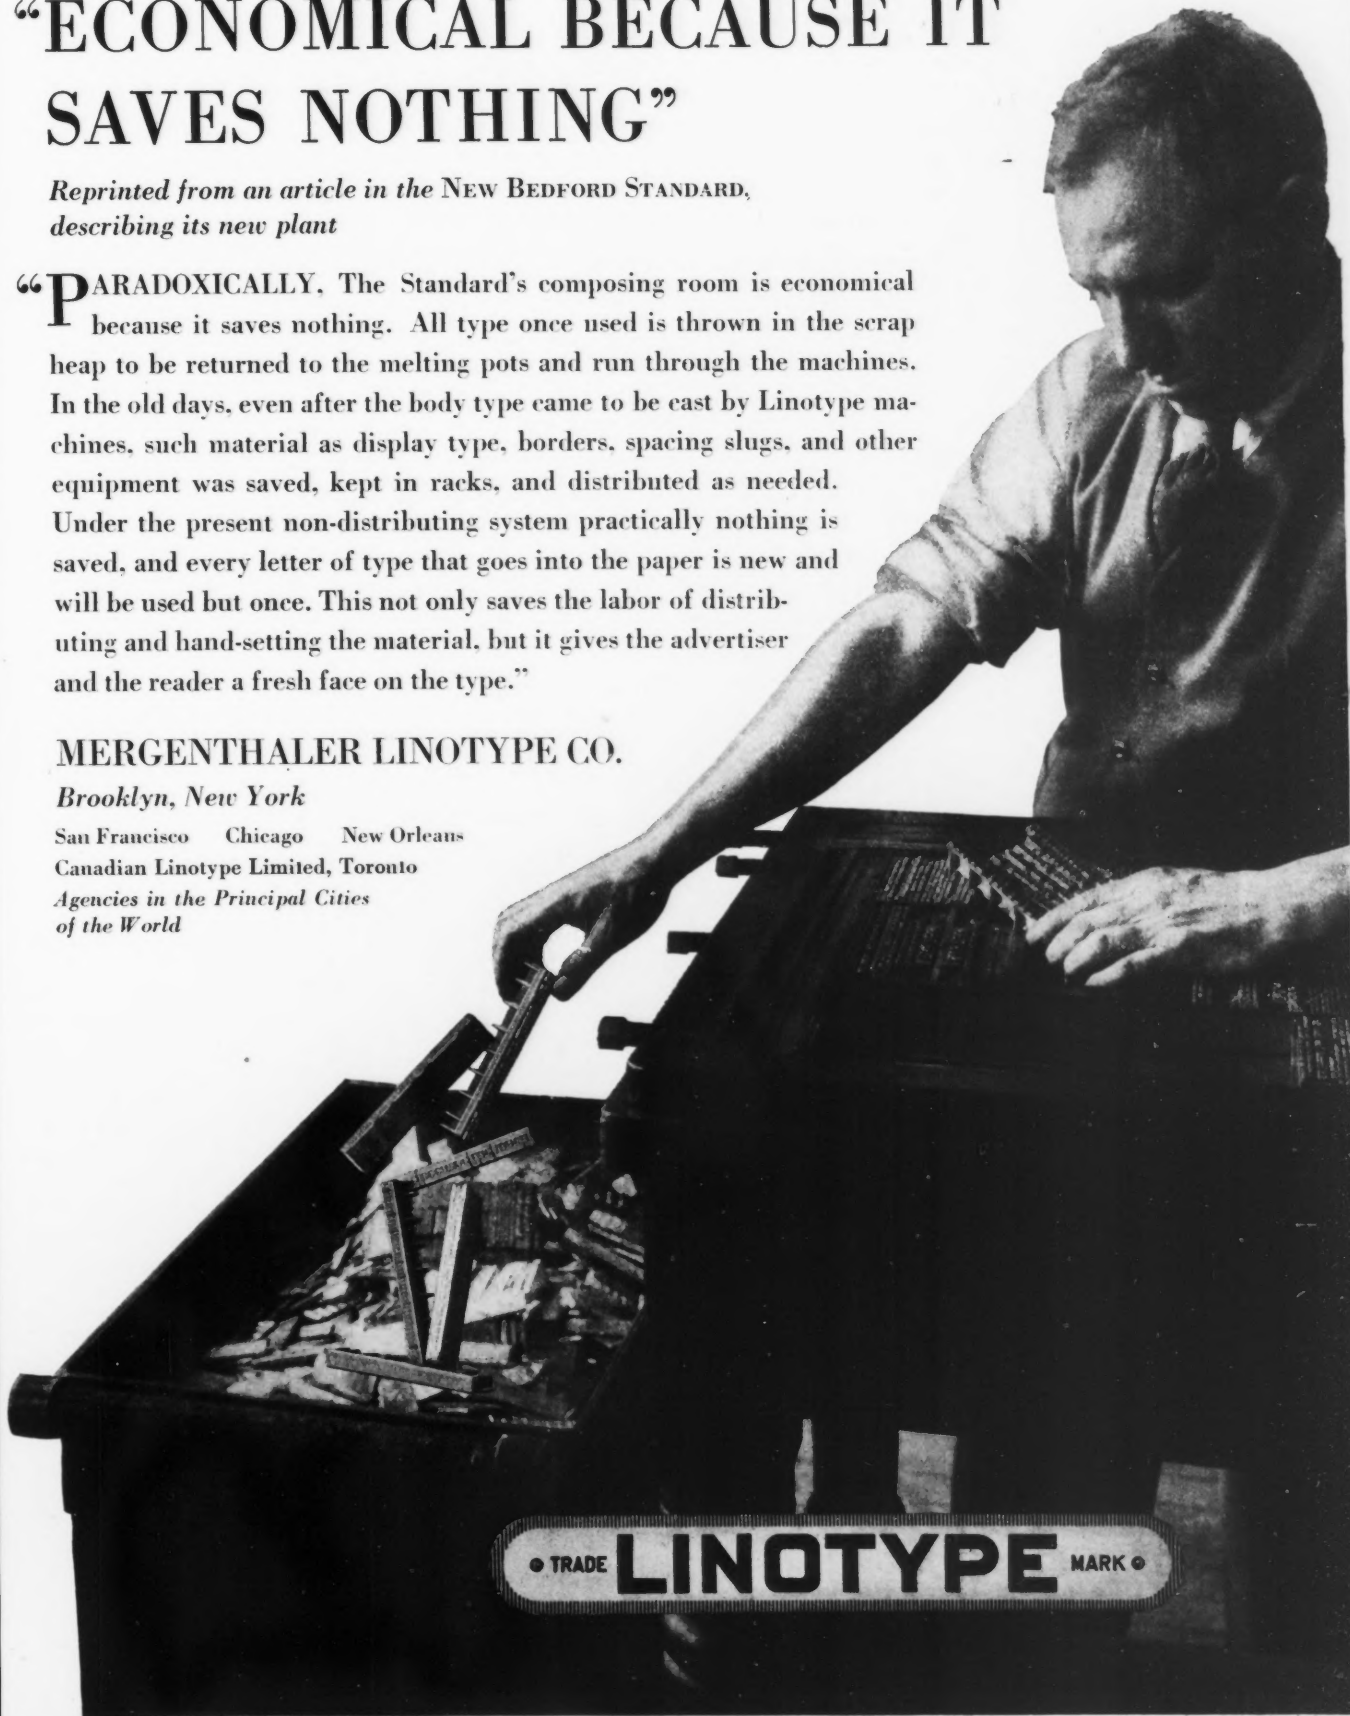 “ECONOMICAL BECAUSE IT
SAVES NOTHING”
Reprinted from an article in the NEW BEDFORD STANDARD,
describing its new plant
“PARADOXICALLY, The Standard's composing room is economical
because it saves nothing. All type once used is thrown in the scrap
heap to be returned to the melting pots and run through the machines.
In the old days, even after the body type came to be cast by Linotype ma-
chines, such material as display type, borders, spacing slugs, and other
equipment was saved, kept in racks, and distributed as needed.
Under the present non-distributing system practically nothing is
saved, and every letter of type that goes into the paper is new and
will be used but once. This not only saves the labor of distrib-
uting and hand-setting the material, but it gives the advertiser
and the reader a fresh face on the type.”
MERGENTHALER LINOTYPE CO.
Brooklyn, New York
San Francisco Chicago New Orleans
Canadian Linotype Limited, Toronto
Agencies in the Principal Cities
of the World
TRADE LINOTYPE MARK